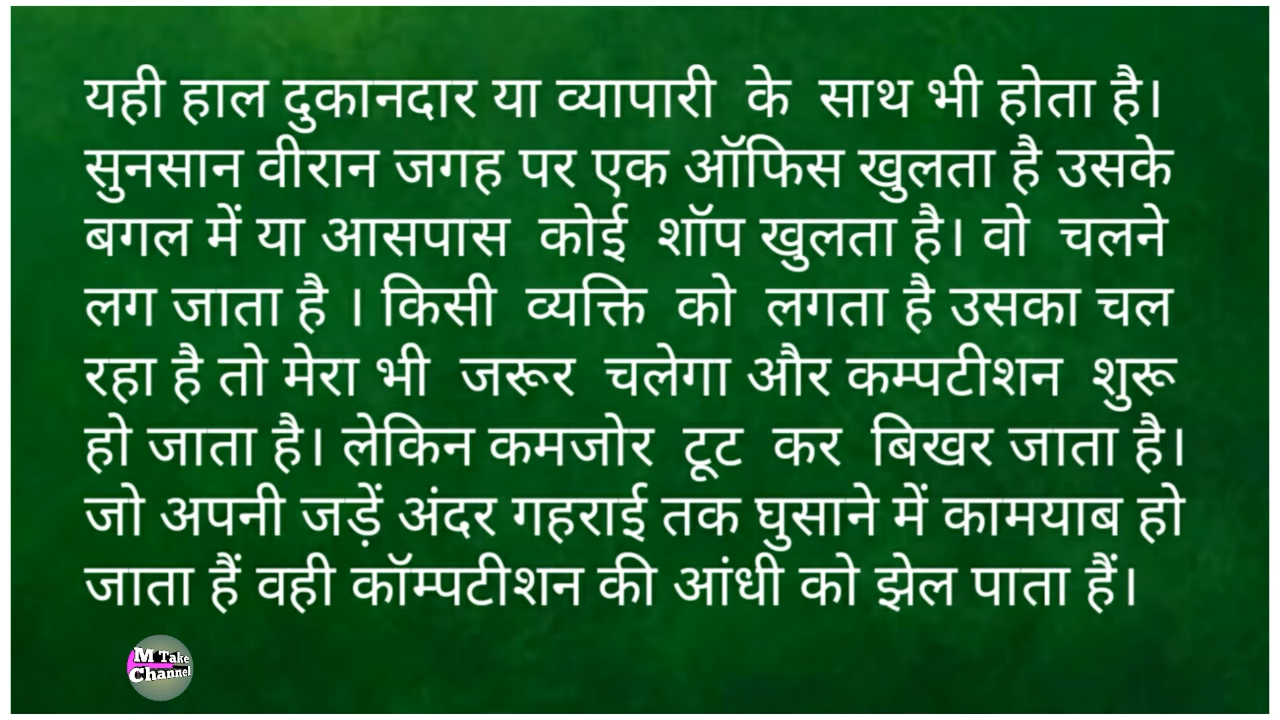 यही हाल दुकानदार या व्यापारी के साथ भी होता है।
सुनसान वीरान जगह पर एक ऑफिस खुलता है उसके
बगल में या आसपास कोई शॉप खुलता है। वो चलने
लग जाता है । किसी व्यक्ति को लगता है उसका चल
रहा है तो मेरा भी जरूर चलेगा और कम्पटीशन शुरू
हो जाता है। लेकिन कमजोर टूट कर बिखर जाता है।
जो अपनी जड़ें अंदर गहराई तक घुसाने में कामयाब हो
जाता हैं वही कॉम्पटीशन की आंधी को झेल पाता हैं।
M Take
Channel